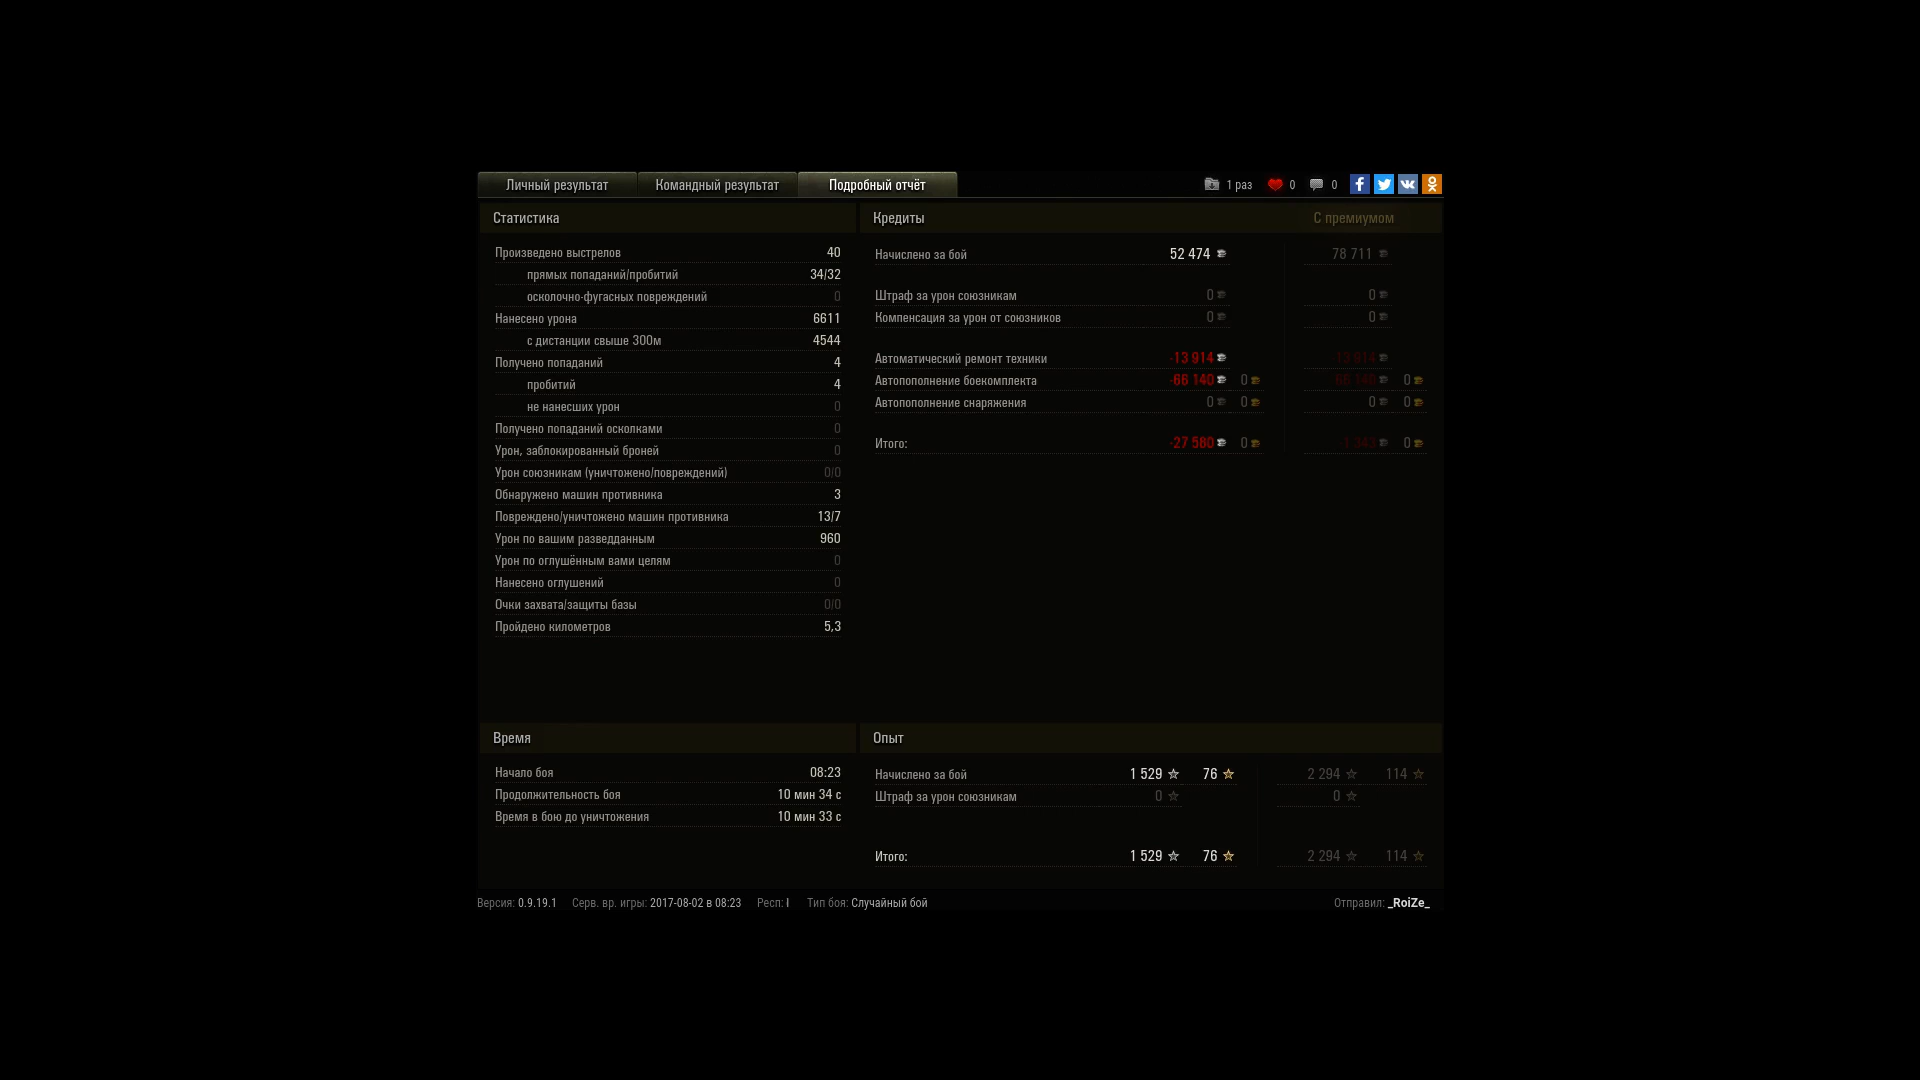 Личный результат Командный результат Подробный отчёт 1 раз 0 0
Статистика
Произведено выстрелов 40
прямых попаданий/пробитий 34/32
осколочно-фугасных повреждений 0
Нанесено урона 6611
с дистанции свыше 300м 4544
Получено попаданий 4
пробитий 4
не нанесших урон 0
Получено попаданий осколками 0
Урон, заблокированный броней 0
Урон союзникам (уничтожено/повреждений) 0/0
Обнаружено машин противника 3
Повреждено/уничтожено машин противника 13/7
Урон по вашим разведданным 960
Урон по оглушённым вами целям 0
Нанесено оглушений 0
Очки захвата/защиты базы 0/0
Пройдено километров 5,3
Кредиты С премиумом
Начислено за бой 52 474 78 711
Штраф за урон союзникам 0 0
Компенсация за урон от союзников 0 0
Автоматический ремонт техники -13 914 -13 914
Автопополнение боекомплекта -66 140 0 -66 140 0
Автопополнение снаряжения 0 0 0 0
Итого: -27 580 0 -1 343 0
Время
Начало боя 08:23
Продолжительность боя 10 мин 34 с
Время в бою до уничтожения 10 мин 33 с
Опыт
Начислено за бой 1 529 76 2 294 114
Штраф за урон союзникам 0 0
Итого: 1 529 76 2 294 114
Версия: 0.9.19.1 Серв. вр. игры: 2017-08-02 в 08:23 Респ: I Тип боя: Случайный бой Отправил: _RoiZe_